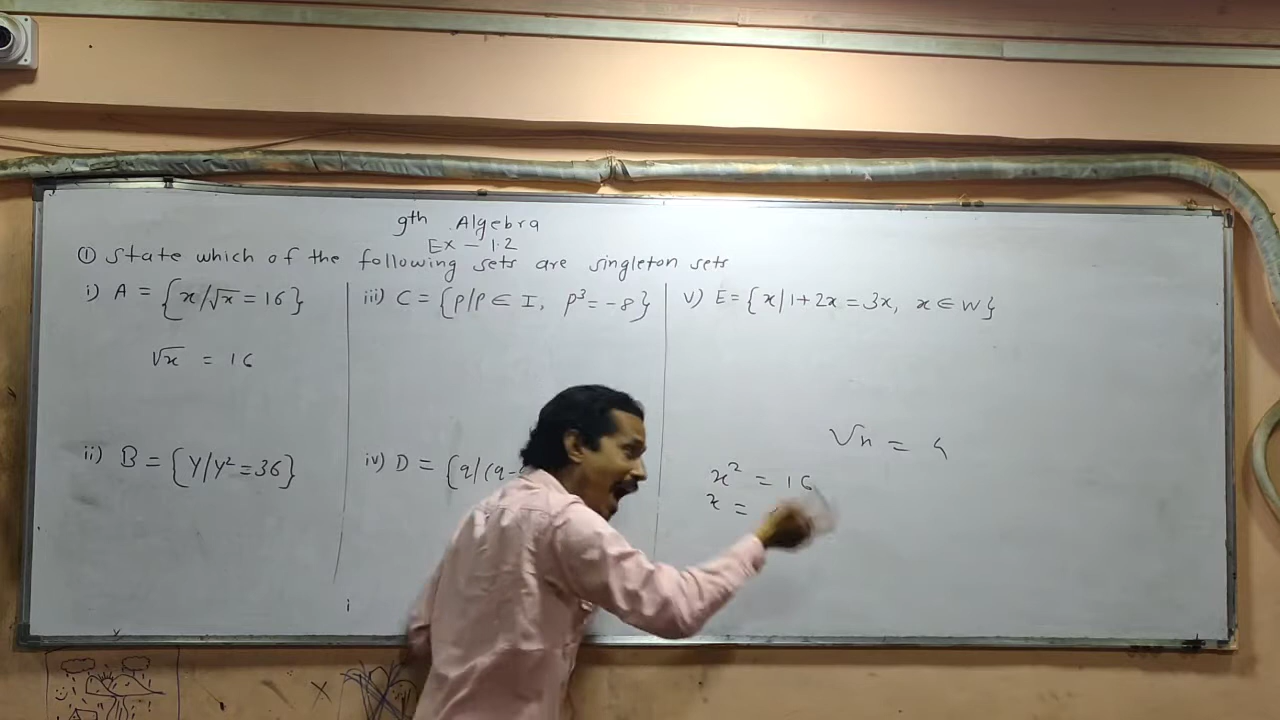 9th Algebra
Ex - 1.2
① State which of the following sets are singleton sets
i) A = {x/√x = 16}
√x = 16
ii) B = {Y/Y² = 36}
iii) C = {p/p ∈ I, p³ = -8}
iv) D = {q/(q-
v) E = {x|1+2x = 3x, x ∈ W}
x² = 16
x =